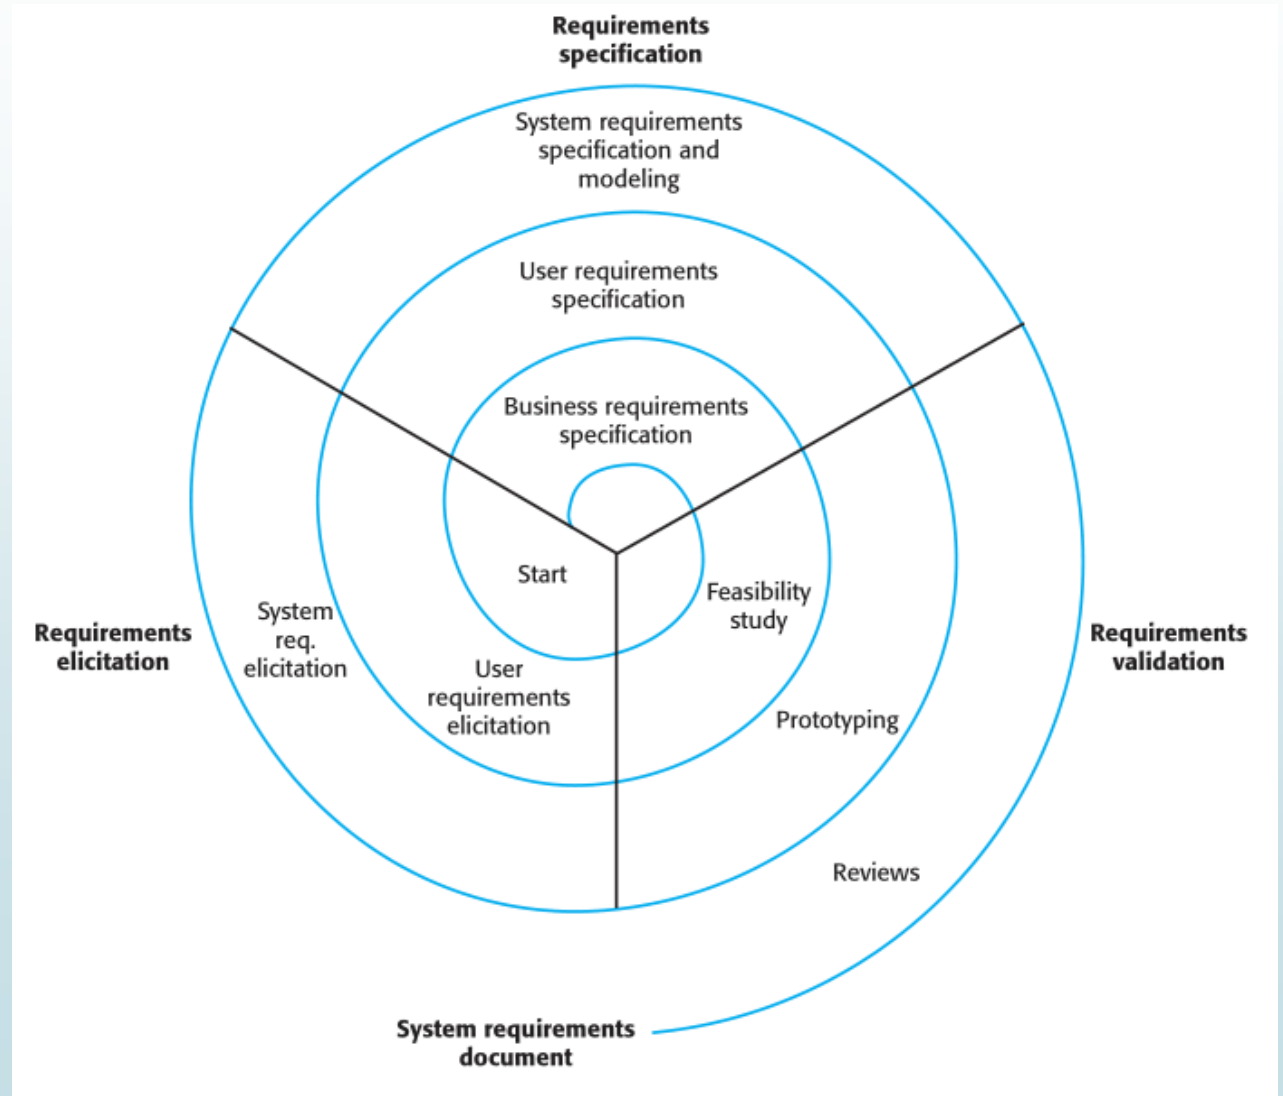 Requirements
specification
System requirements
specification and
modeling
User requirements
specification
Business requirements
specification
Start
Feasibility
study
System
req.
elicitation
Requirements
elicitation
Requirements
validation
User
requirements
elicitation
Prototyping
Reviews
System requirements
document